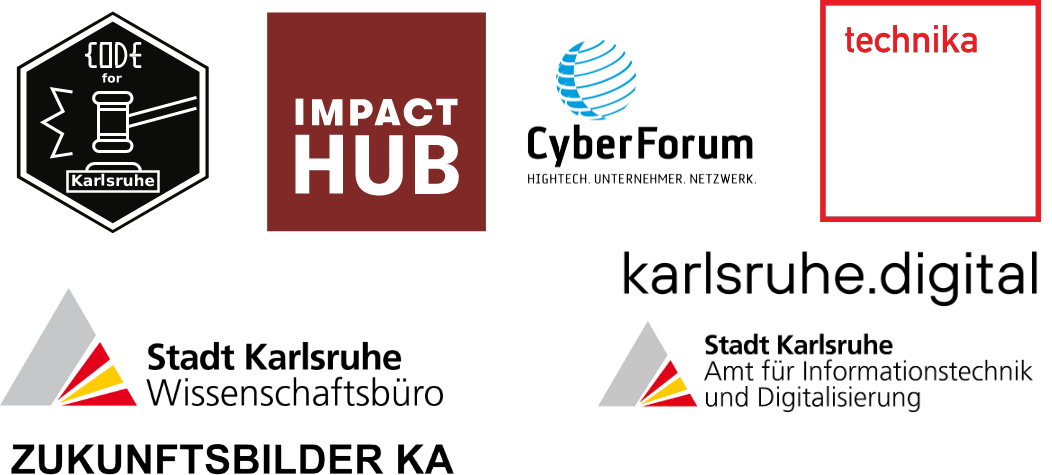 CODE
for
Karlsruhe
IMPACT
HUB
CyberForum
HIGHTECH. UNTERNEHMER. NETZWERK.
technika
karlsruhe.digital
Stadt Karlsruhe
Wissenschaftsbüro
Stadt Karlsruhe
Amt für Informationstechnik
und Digitalisierung
ZUKUNFTSBILDER KA